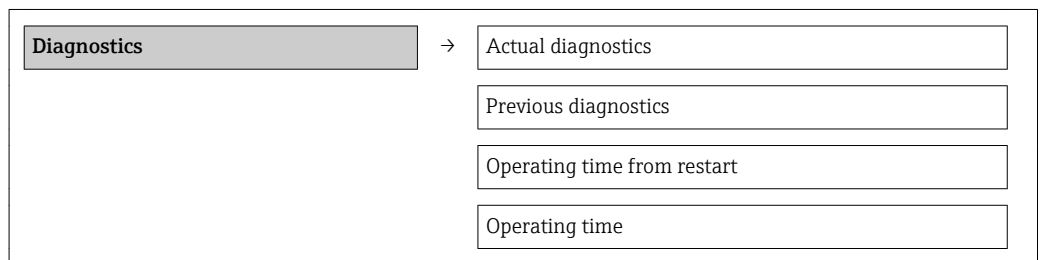 Diagnostics → Actual diagnostics
Previous diagnostics
Operating time from restart
Operating time